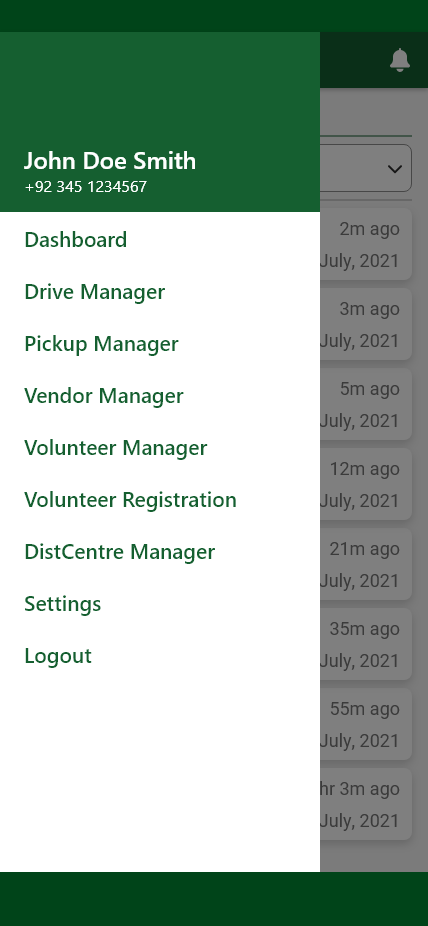 John Doe Smith
+92 345 1234567
Dashboard
Drive Manager
Pickup Manager
Vendor Manager
Volunteer Manager
Volunteer Registration
DistCentre Manager
Settings
Logout
2m ago
July, 2021
3m ago
July, 2021
5m ago
July, 2021
12m ago
July, 2021
21m ago
July, 2021
35m ago
July, 2021
55m ago
July, 2021
hr 3m ago
July, 2021